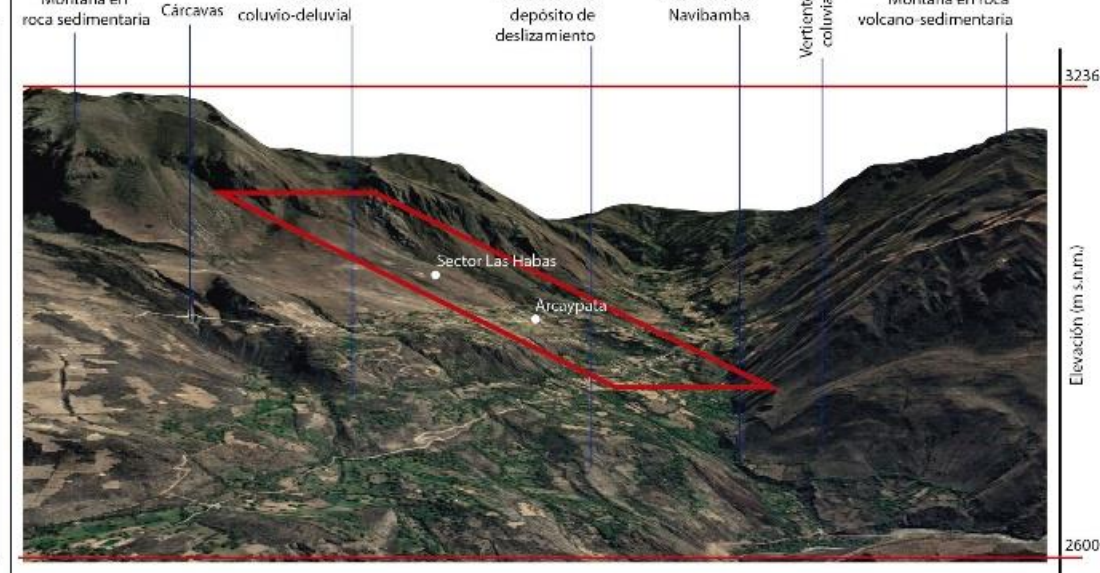 Montaña en
roca sedimentaria
Cárcavas
coluvio-deluvial
depósito de
deslizamiento
Navibamba
Vertiente
coluvia
Montaña en roca
volcano-sedimentaria
3236
Sector Las Habas
Arcaypata
Elevación (m s.n.m.)
2600